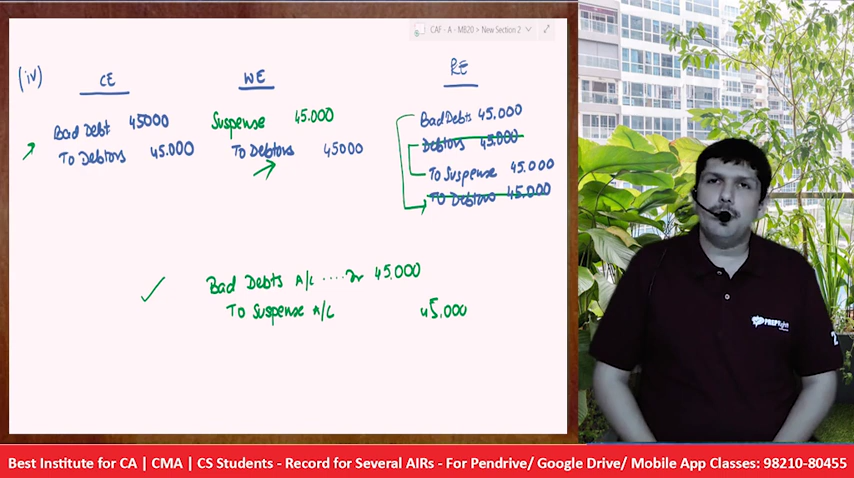 CAF - A - MB20 > New Section 2
(iv)
CE
WE
RE
Bad Debt 45000
To Debtors 45.000
Suspense 45.000
To Debtors 45000
Bad Debts 45.000
Debtors 45.000
To Suspense 45.000
To Debtors 45.000
Bad Debts A/c ....Dr 45.000
To Suspense A/c 45.000
PREP
2
Best Institute for CA | CMA | CS Students - Record for Several AIRs - For Pendrive/ Google Drive/ Mobile App Classes: 98210-80455